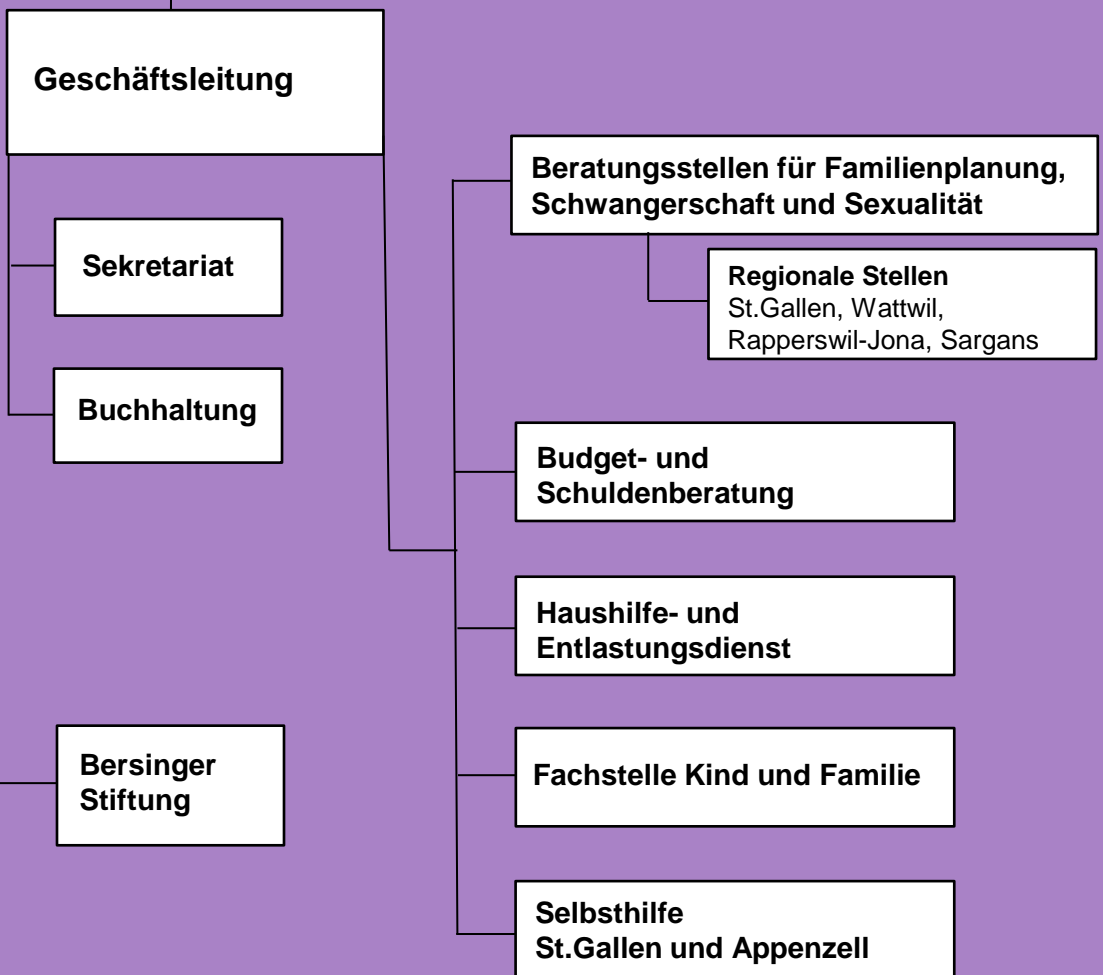 Geschäftsleitung
Sekretariat
Buchhaltung
Bersinger
Stiftung
Beratungsstellen für Familienplanung,
Schwangerschaft und Sexualität
Regionale Stellen
St.Gallen, Wattwil,
Rapperswil-Jona, Sargans
Budget- und
Schuldenberatung
Haushilfe- und
Entlastungsdienst
Fachstelle Kind und Familie
Selbsthilfe
St.Gallen und Appenzell